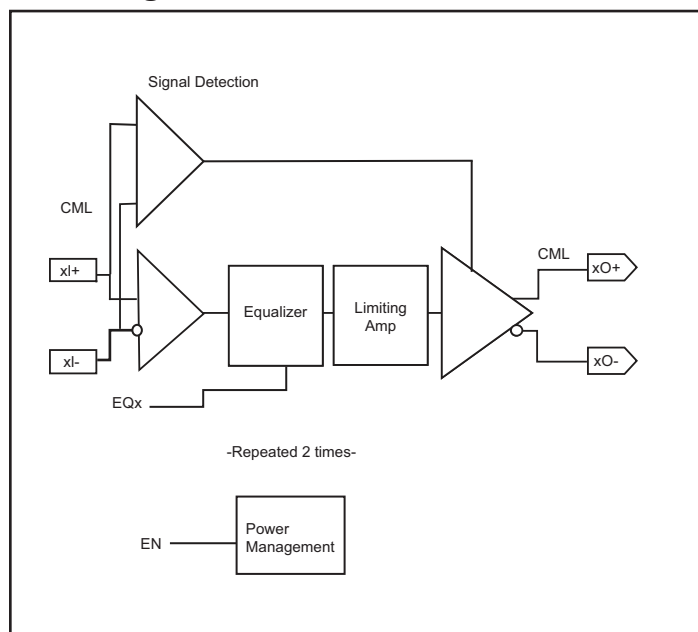 Signal Detection
CML
xI+
CML
xO+
Equalizer
Limiting
Amp
xI-
xO-
EQx
-Repeated 2 times-
EN
Power
Management